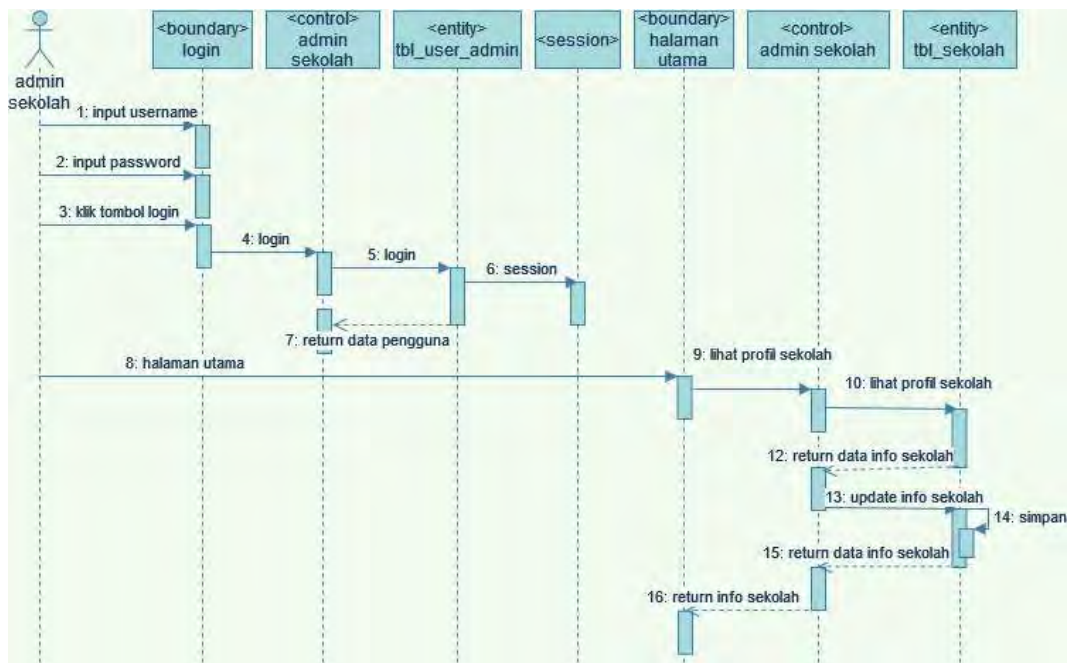 <boundary>
login
<control>
admin
sekolah
<entity>
tbl_user_admin
<session>
<boundary>
halaman
utama
<control>
admin sekolah
<entity>
tbl_sekolah
admin
sekolah
1: input username
2: input password
3: klik tombol login
4: login
5: login
6: session
7: return data pengguna
8: halaman utama
9: lihat profil sekolah
10: lihat profil sekolah
12: return data info sekolah
13: update info sekolah
14: simpan
15: return data info sekolah
16: return info sekolah